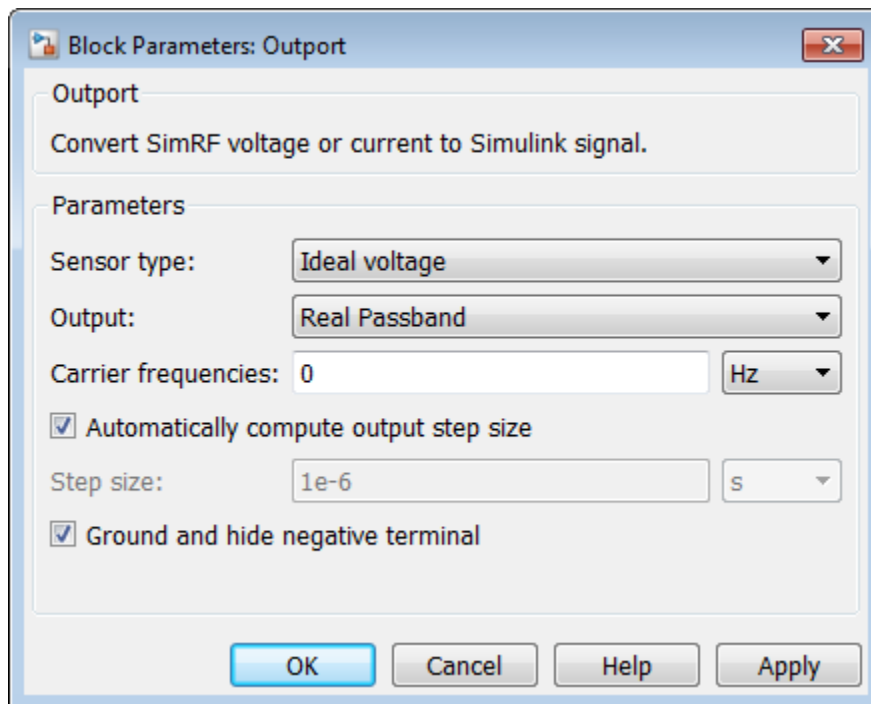 Block Parameters: Outport
Outport
Convert SimRF voltage or current to Simulink signal.
Parameters
Sensor type: Ideal voltage
Output: Real Passband
Carrier frequencies: 0 Hz
Automatically compute output step size
Step size: 1e-6 s
Ground and hide negative terminal
OK Cancel Help Apply